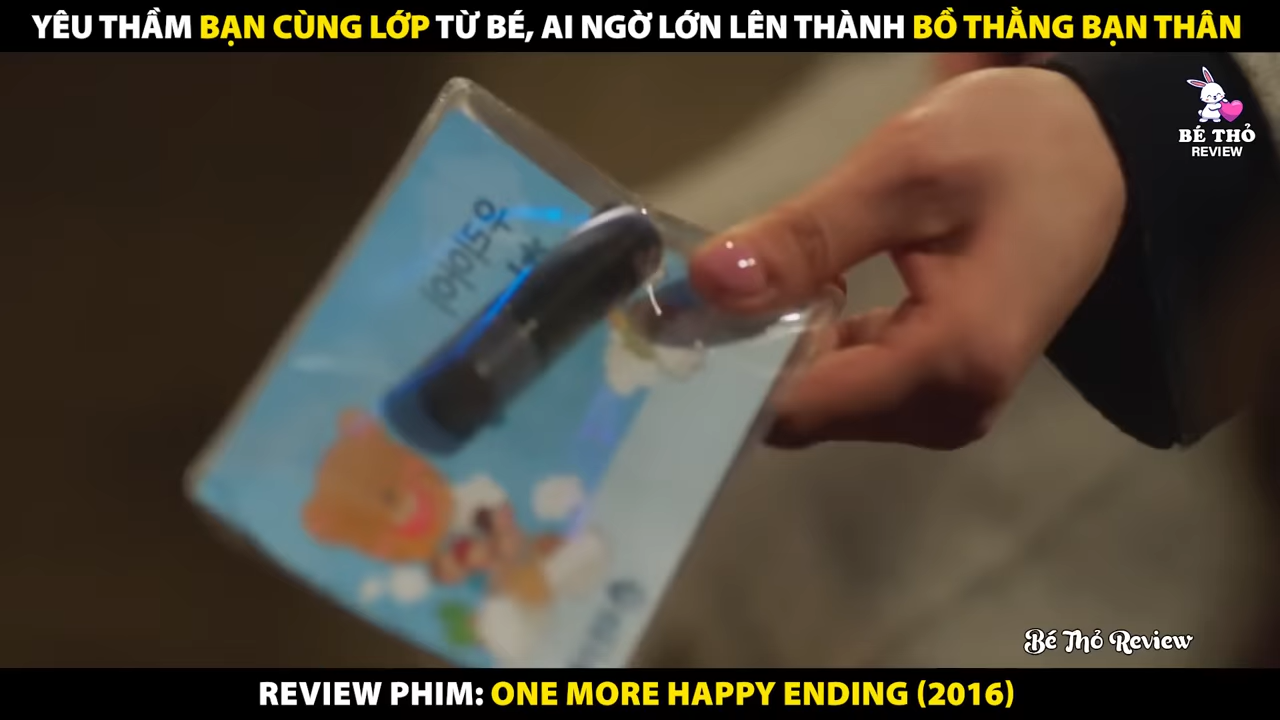 YÊU THẦM BẠN CÙNG LỚP TỪ BÉ, AI NGỜ LỚN LÊN THÀNH BỒ THẰNG BẠN THÂN
BÉ THỎ
REVIEW
Bé Thỏ Review
REVIEW PHIM: ONE MORE HAPPY ENDING (2016)